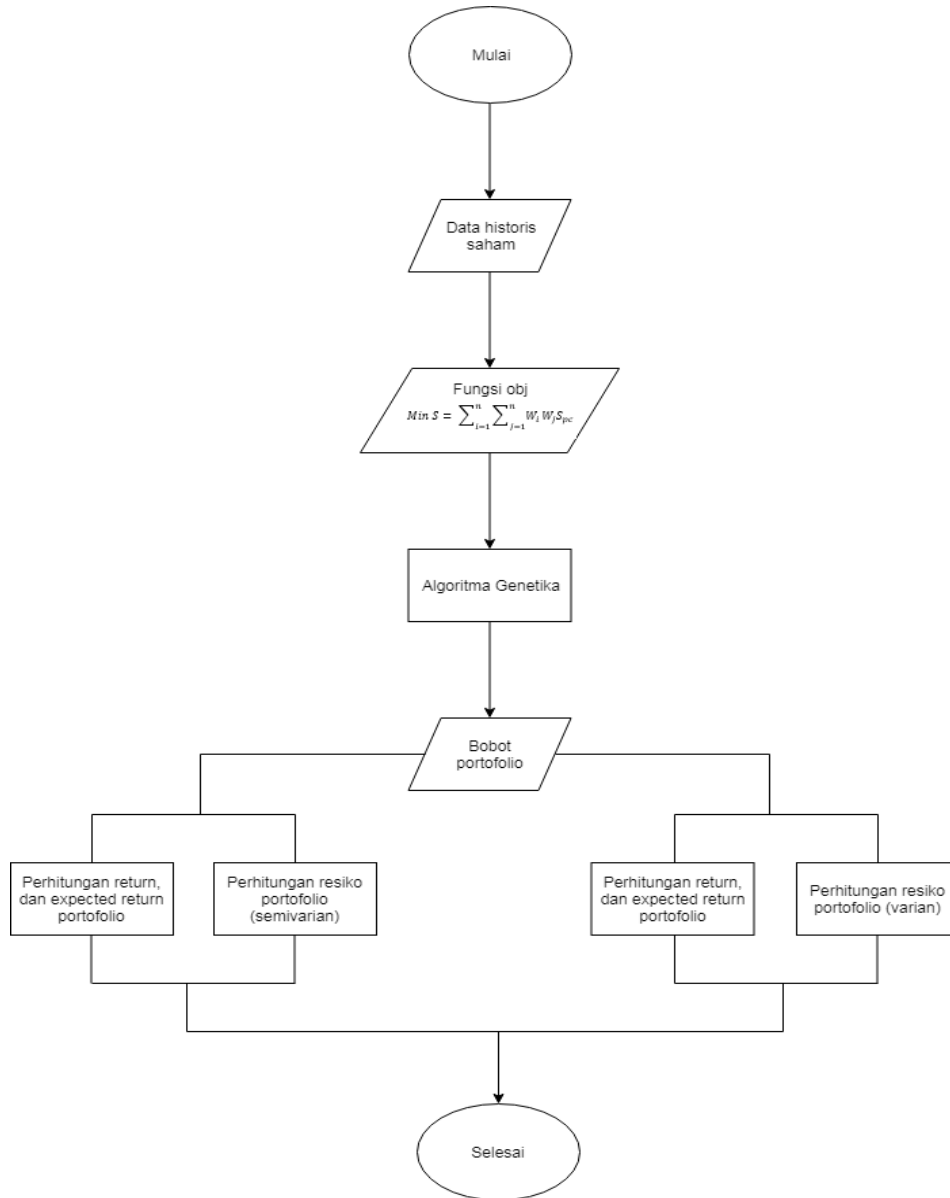 Mulai
Data historis
saham
Fungsi obj
Min S = ∑ⁿᵢ₌₁ ∑ⁿⱼ₌₁ WᵢWⱼSₚ꜀
Algoritma Genetika
Bobot
portofolio
Perhitungan return,
dan expected return
portofolio
Perhitungan resiko
portofolio
(semivarian)
Perhitungan return,
dan expected return
portofolio
Perhitungan resiko
portofolio (varian)
Selesai